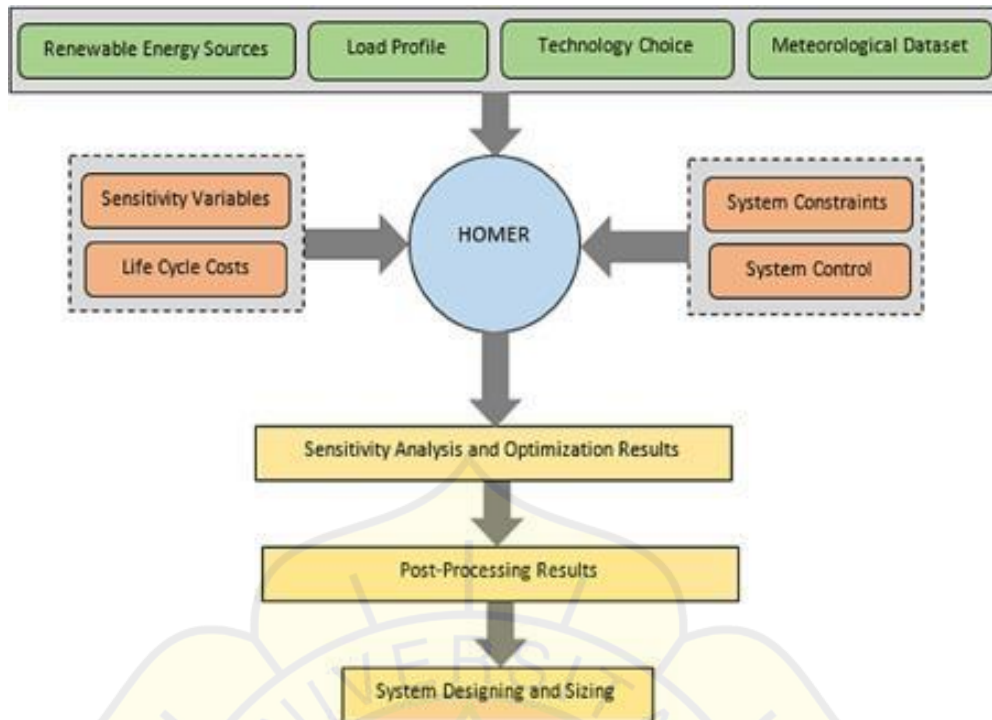 Renewable Energy Sources
Load Profile
Technology Choice
Meteorological Dataset
Sensitivity Variables
Life Cycle Costs
HOMER
System Constraints
System Control
Sensitivity Analysis and Optimization Results
Post-Processing Results
System Designing and Sizing